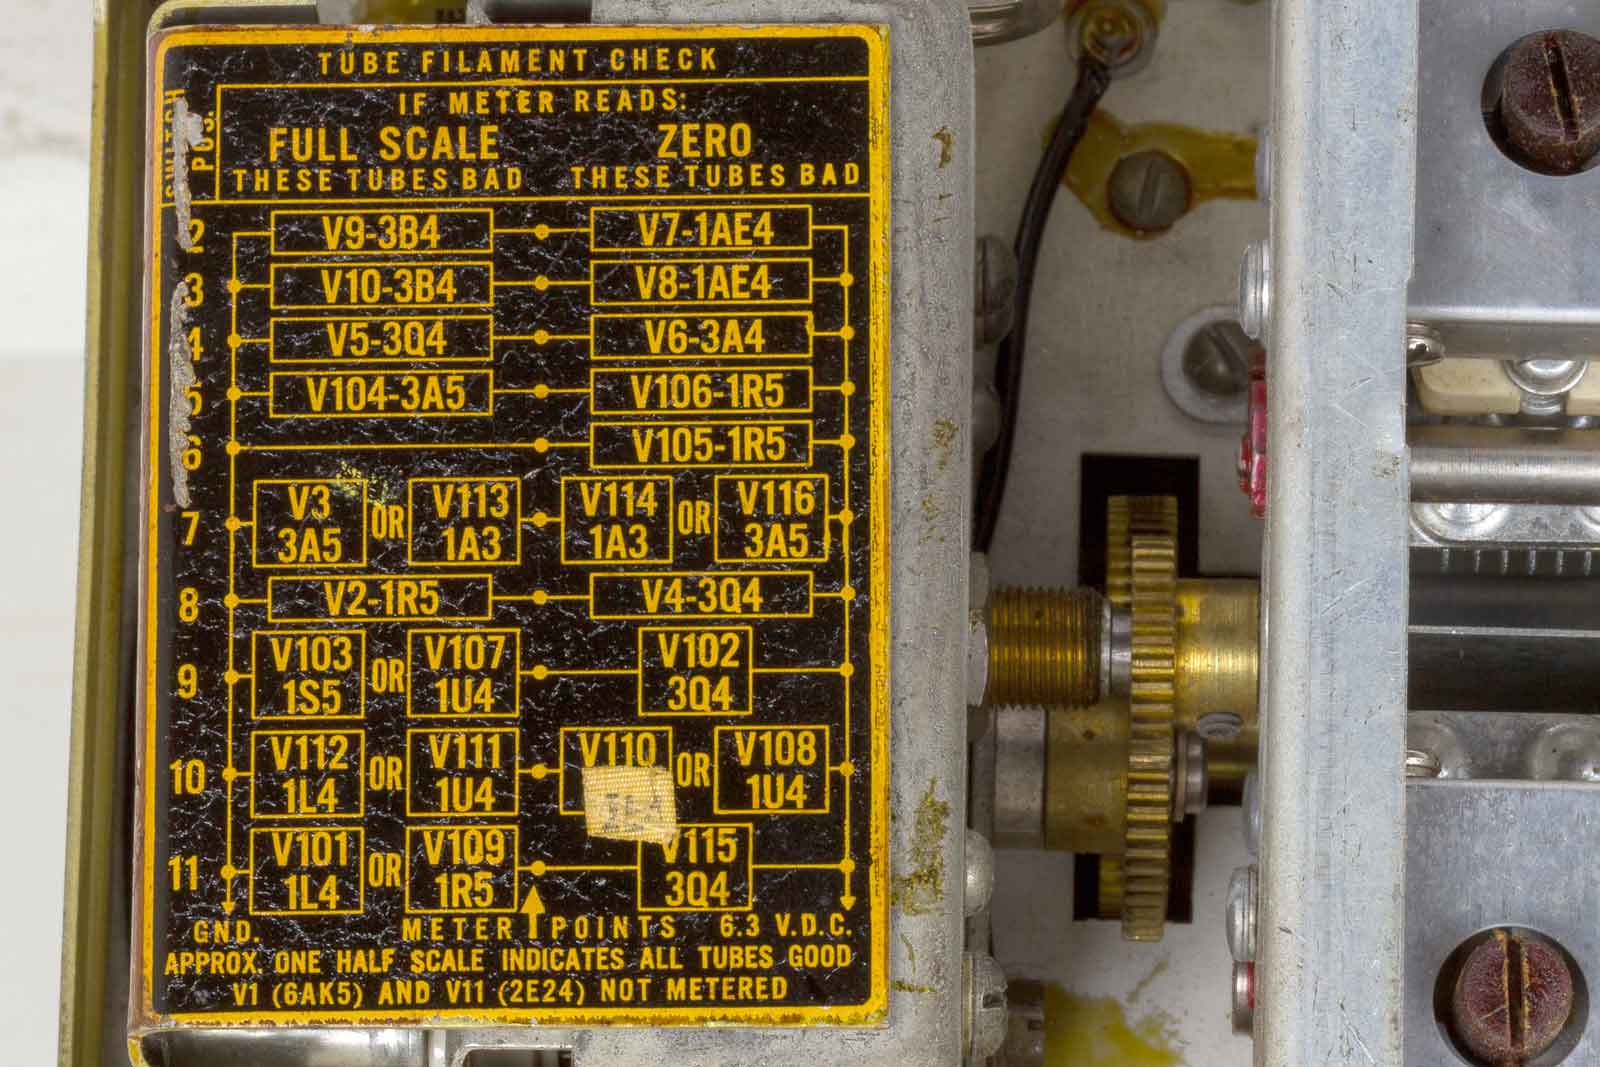 TUBE FILAMENT CHECK
SWITCH POS.
IF METER READS:
FULL SCALE ZERO
THESE TUBES BAD THESE TUBES BAD
2 V9-3B4 V7-1AE4
3 V10-3B4 V8-1AE4
4 V5-3Q4 V6-3A4
5 V104-3A5 V106-1R5
6 V105-1R5
7 V3 3A5 OR V113 1A3 V114 1A3 OR V116 3A5
8 V2-1R5 V4-3Q4
9 V103 1S5 OR V107 1U4 V102 3Q4
10 V112 1L4 OR V111 1U4 V110 OR V108 1U4
11 V101 1L4 OR V109 1R5 V115 3Q4
GND. METER POINTS 6.3 V.D.C.
APPROX. ONE HALF SCALE INDICATES ALL TUBES GOOD
V1 (6AK5) AND V11 (2E24) NOT METERED